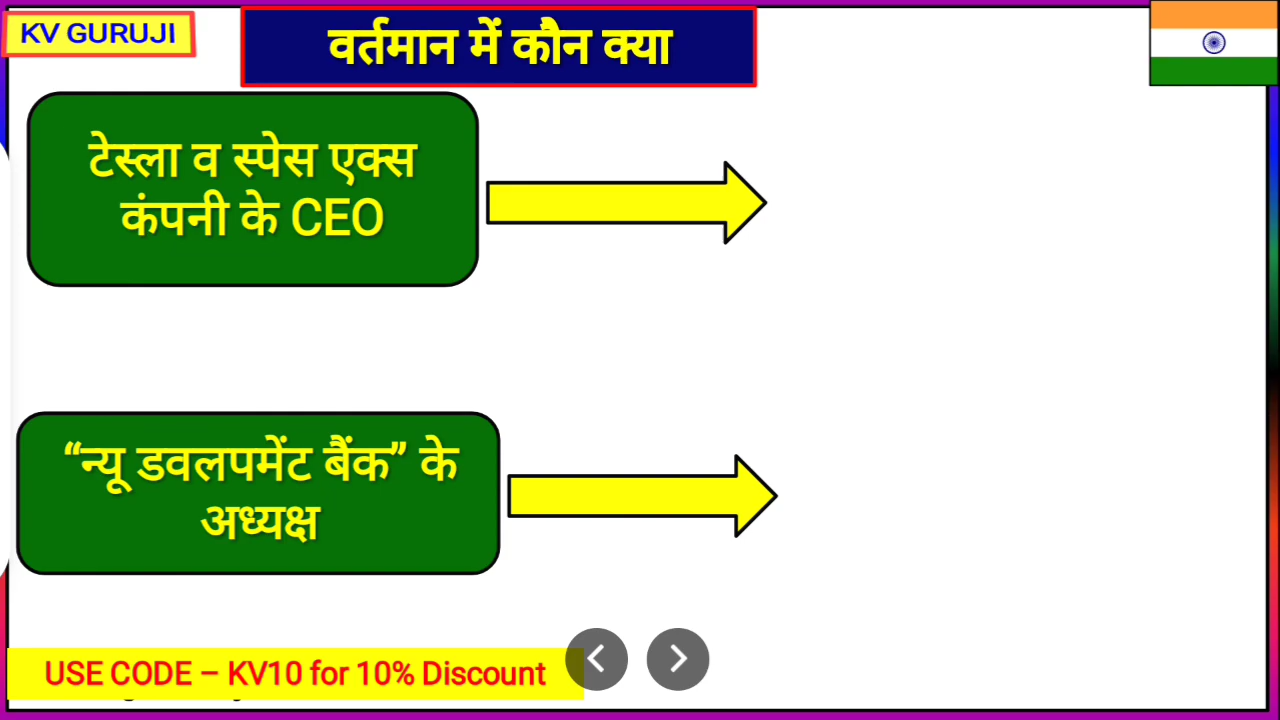 KV GURUJI
वर्तमान में कौन क्या
टेस्ला व स्पेस एक्स
कंपनी के CEO
“न्यू डवलपमेंट बैंक” के
अध्यक्ष
USE CODE – KV10 for 10% Discount